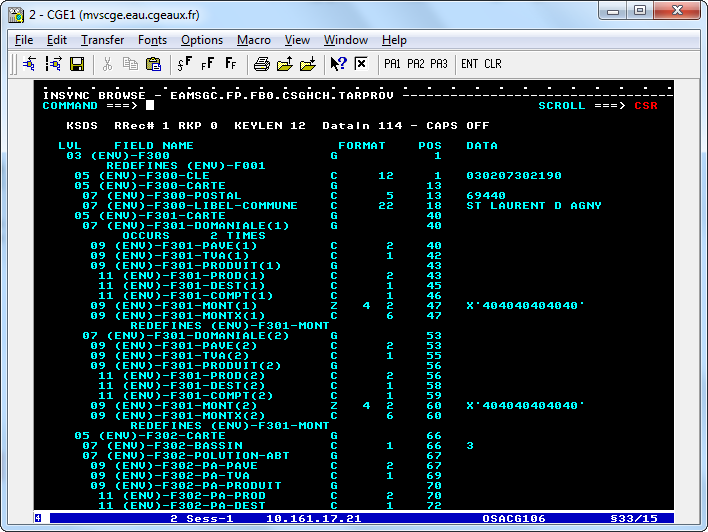 2 - CGE1 (mvscge.eau.cgeaux.fr)
File Edit Transfer Fonts Options Macro View Window Help
PA1 PA2 PA3 ENT CLR
INSYNC BROWSE - EAMSGC.FP.FB0.CSGHCH.TARPROV
COMMAND ===> SCROLL ===> CSR
KSDS RRec# 1 RKP 0 KEYLEN 12 DataIn 114 - CAPS OFF
LVL FIELD NAME FORMAT POS DATA
03 (ENV)-F300 G 1
REDEFINES (ENV)-F001
05 (ENV)-F300-CLE C 12 1 030207302190
05 (ENV)-F300-CARTE G 13
07 (ENV)-F300-POSTAL C 5 13 69440
07 (ENV)-F300-LIBEL-COMMUNE C 22 18 ST LAURENT D AGNY
05 (ENV)-F301-CARTE G 40
07 (ENV)-F301-DOMANIALE(1) G 40
OCCURS 2 TIMES
09 (ENV)-F301-PAVE(1) C 2 40
09 (ENV)-F301-TVA(1) C 1 42
09 (ENV)-F301-PRODUIT(1) G 43
11 (ENV)-F301-PROD(1) C 2 43
11 (ENV)-F301-DEST(1) C 1 45
11 (ENV)-F301-COMPT(1) C 1 46
09 (ENV)-F301-MONT(1) Z 4 2 47 X'404040404040'
09 (ENV)-F301-MONTX(1) C 6 47
REDEFINES (ENV)-F301-MONT
07 (ENV)-F301-DOMANIALE(2) G 53
09 (ENV)-F301-PAVE(2) C 2 53
09 (ENV)-F301-TVA(2) C 1 55
09 (ENV)-F301-PRODUIT(2) G 56
11 (ENV)-F301-PROD(2) C 2 56
11 (ENV)-F301-DEST(2) C 1 58
11 (ENV)-F301-COMPT(2) C 1 59
09 (ENV)-F301-MONT(2) Z 4 2 60 X'404040404040'
09 (ENV)-F301-MONTX(2) C 6 60
REDEFINES (ENV)-F301-MONT
05 (ENV)-F302-CARTE G 66
07 (ENV)-F302-BASSIN C 1 66 3
07 (ENV)-F302-POLUTION-ABT G 67
09 (ENV)-F302-PA-PAVE C 2 67
09 (ENV)-F302-PA-TVA C 1 69
09 (ENV)-F302-PA-PRODUIT G 70
11 (ENV)-F302-PA-PROD C 2 70
11 (ENV)-F302-PA-DEST C 1 72
4 2 Sess-1 10.161.17.21 OSACG106 §33/15